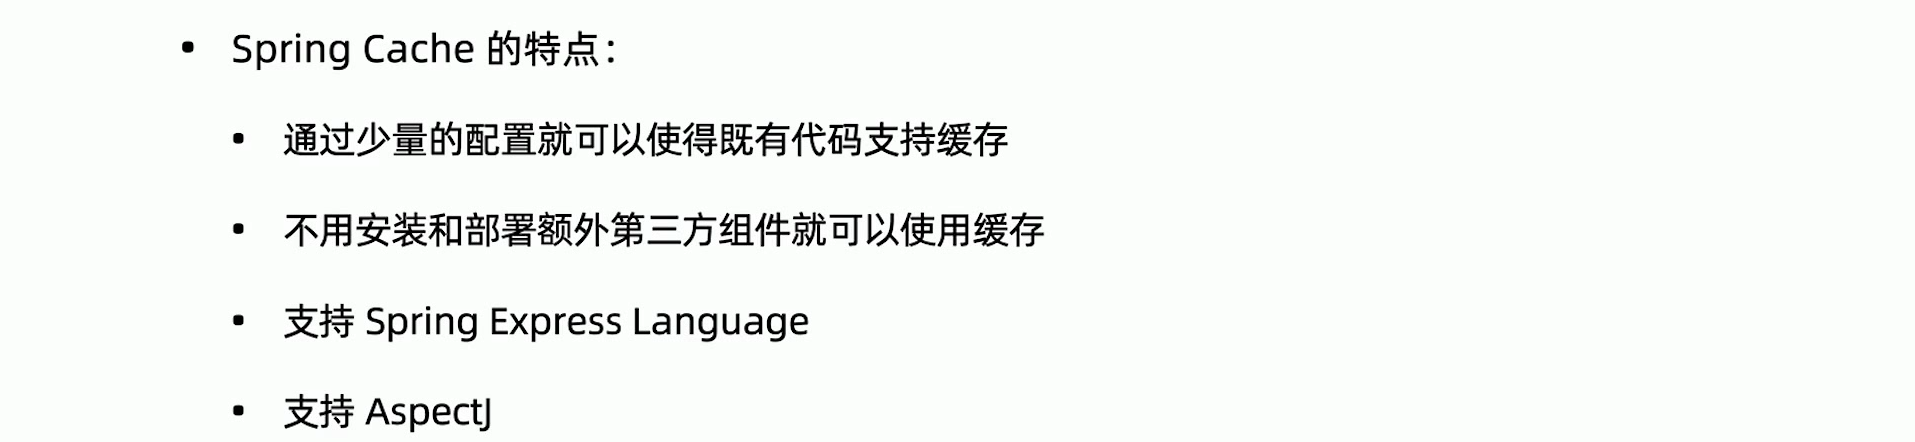 • Spring Cache 的特点：
• 通过少量的配置就可以使得既有代码支持缓存
• 不用安装和部署额外第三方组件就可以使用缓存
• 支持 Spring Express Language
• 支持 AspectJ